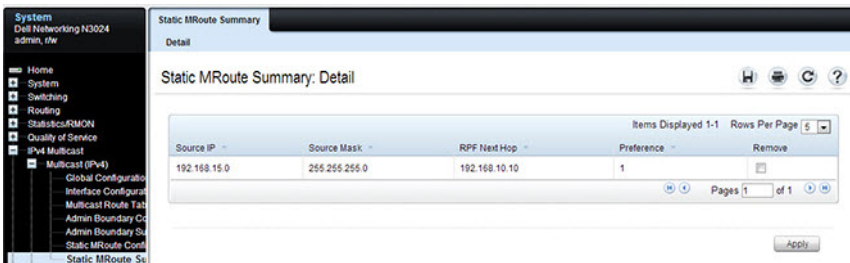 System
Dell Networking N3024
admin, r/w
Home
System
Switching
Routing
Statistics/RMON
Quality of Service
IPv4 Multicast
Multicast (IPv4)
Global Configuratio
Interface Configurat
Multicast Route Tab
Admin Boundary Co
Admin Boundary Su
Static MRoute Confi
Static MRoute Su
Static MRoute Summary
Detail
Static MRoute Summary: Detail
Items Displayed 1-1 Rows Per Page 5
Source IP Source Mask RPF Next Hop Preference Remove
192.168.15.0 255.255.255.0 192.168.10.10 1
Pages 1 of 1
Apply